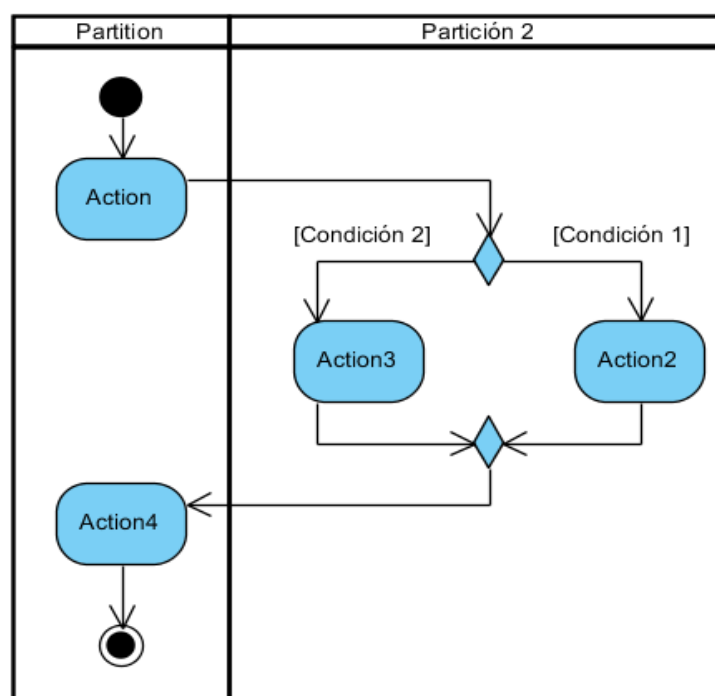 Partition
Partición 2
Action
[Condición 2]
[Condición 1]
Action3
Action2
Action4